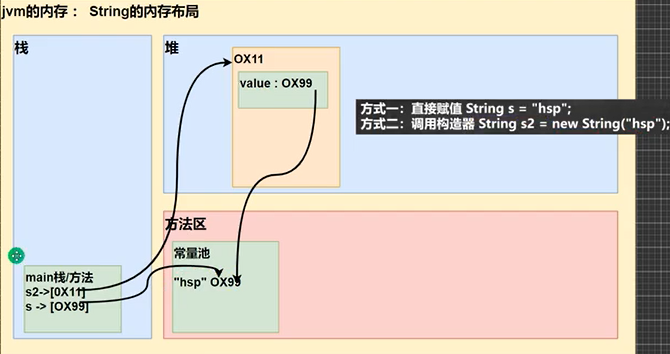 jvm的内存： String的内存布局
栈
堆
OX11
value : OX99
方式一：直接赋值 String s = "hsp";
方式二：调用构造器 String s2 = new String("hsp");
方法区
常量池
"hsp" OX99
main栈/方法
s2->[0X11]
s -> [OX99]